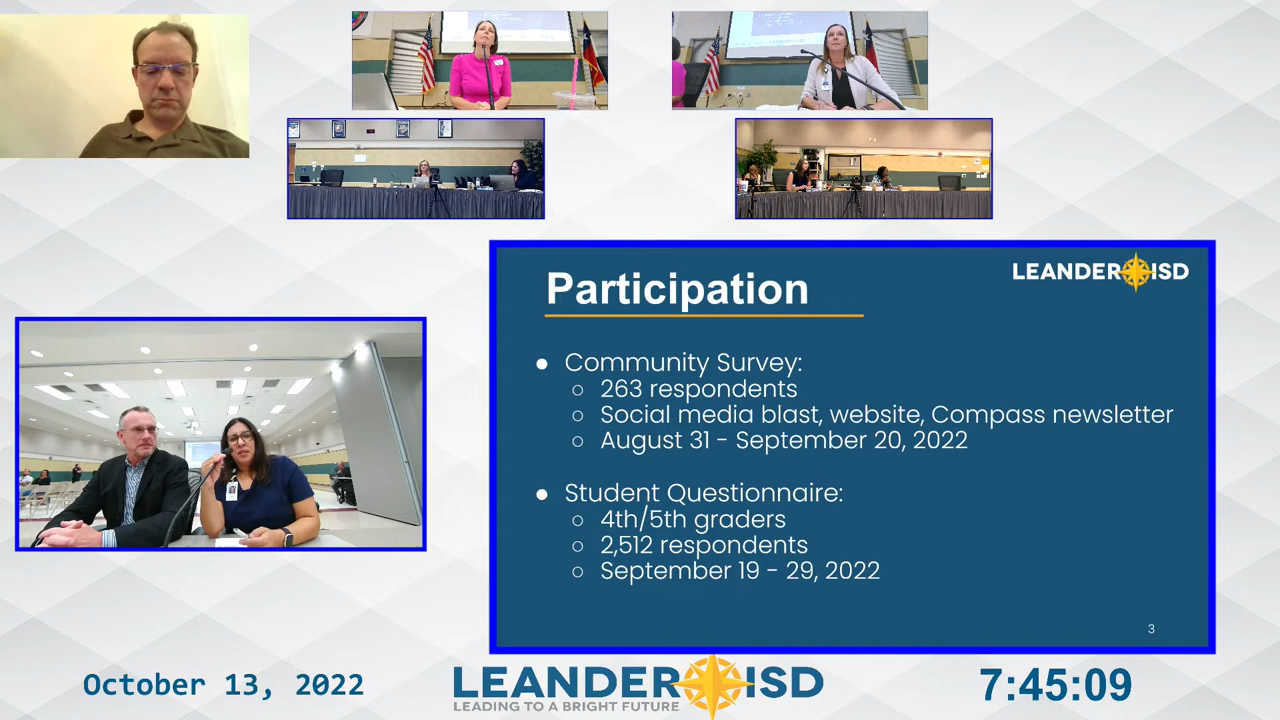 Participation
LEANDER ISD
● Community Survey:
○ 263 respondents
○ Social media blast, website, Compass newsletter
○ August 31 - September 20, 2022
● Student Questionnaire:
○ 4th/5th graders
○ 2,512 respondents
○ September 19 - 29, 2022
3
October 13, 2022
LEANDER ISD
LEADING TO A BRIGHT FUTURE
7:45:09